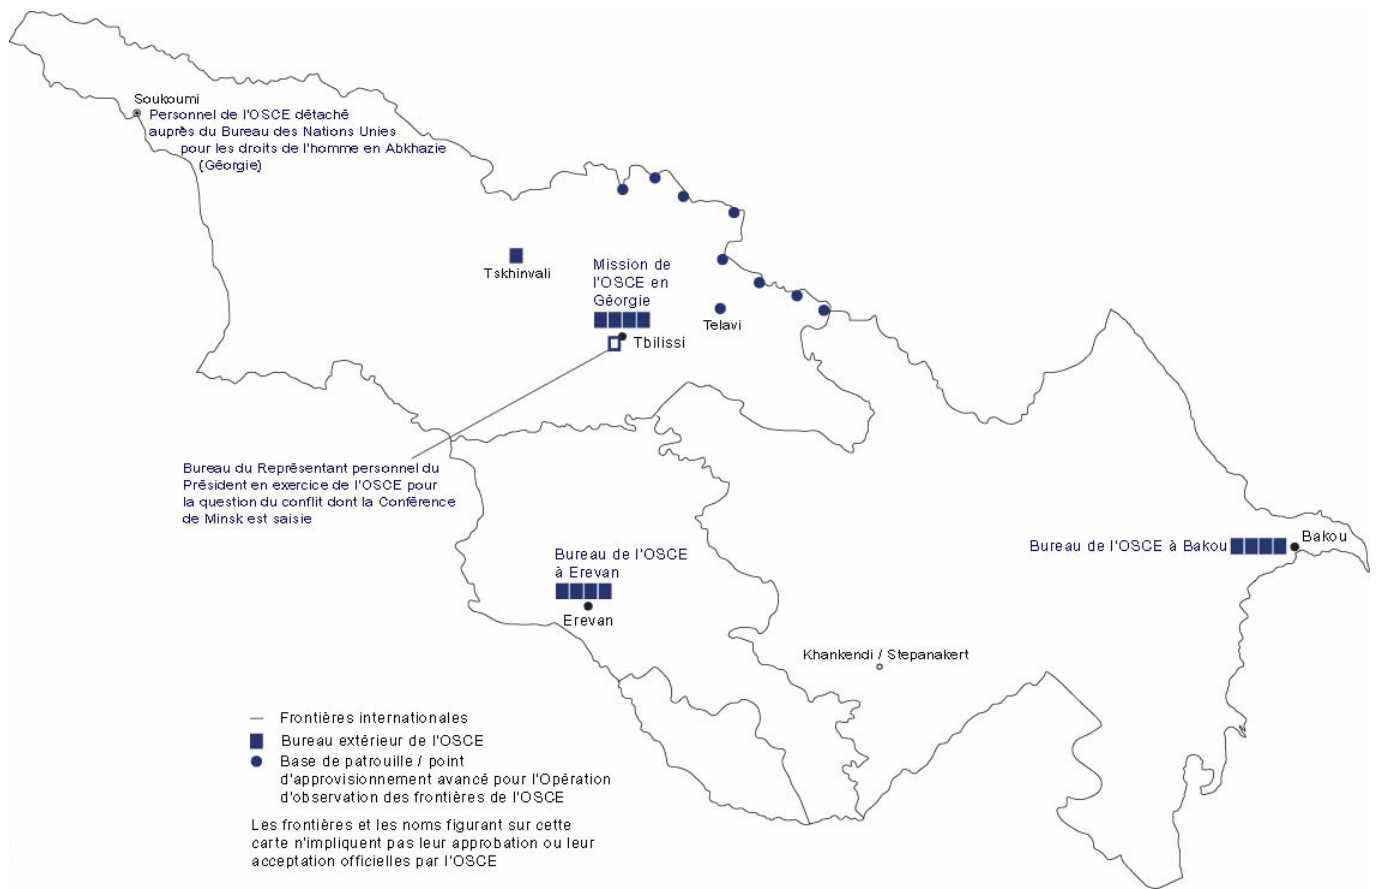 Soukoumi
Personnel de l'OSCE détaché
auprès du Bureau des Nations Unies
pour les droits de l'homme en Abkhazie
(Géorgie)
Tskhinvali
Mission de
l'OSCE en
Géorgie
Telavi
Tbilissi
Bureau du Représentant personnel du
Président en exercice de l'OSCE pour
la question du conflit dont la Conférence
de Minsk est saisie
Bureau de l'OSCE à Bakou
Bakou
Bureau de l'OSCE
à Erevan
Erevan
Khankendi / Stepanakert
Frontières internationales
Bureau extérieur de l'OSCE
Base de patrouille / point
d'approvisionnement avancé pour l'Opération
d'observation des frontières de l'OSCE
Les frontières et les noms figurant sur cette
carte n'impliquent pas leur approbation ou leur
acceptation officielles par l'OSCE